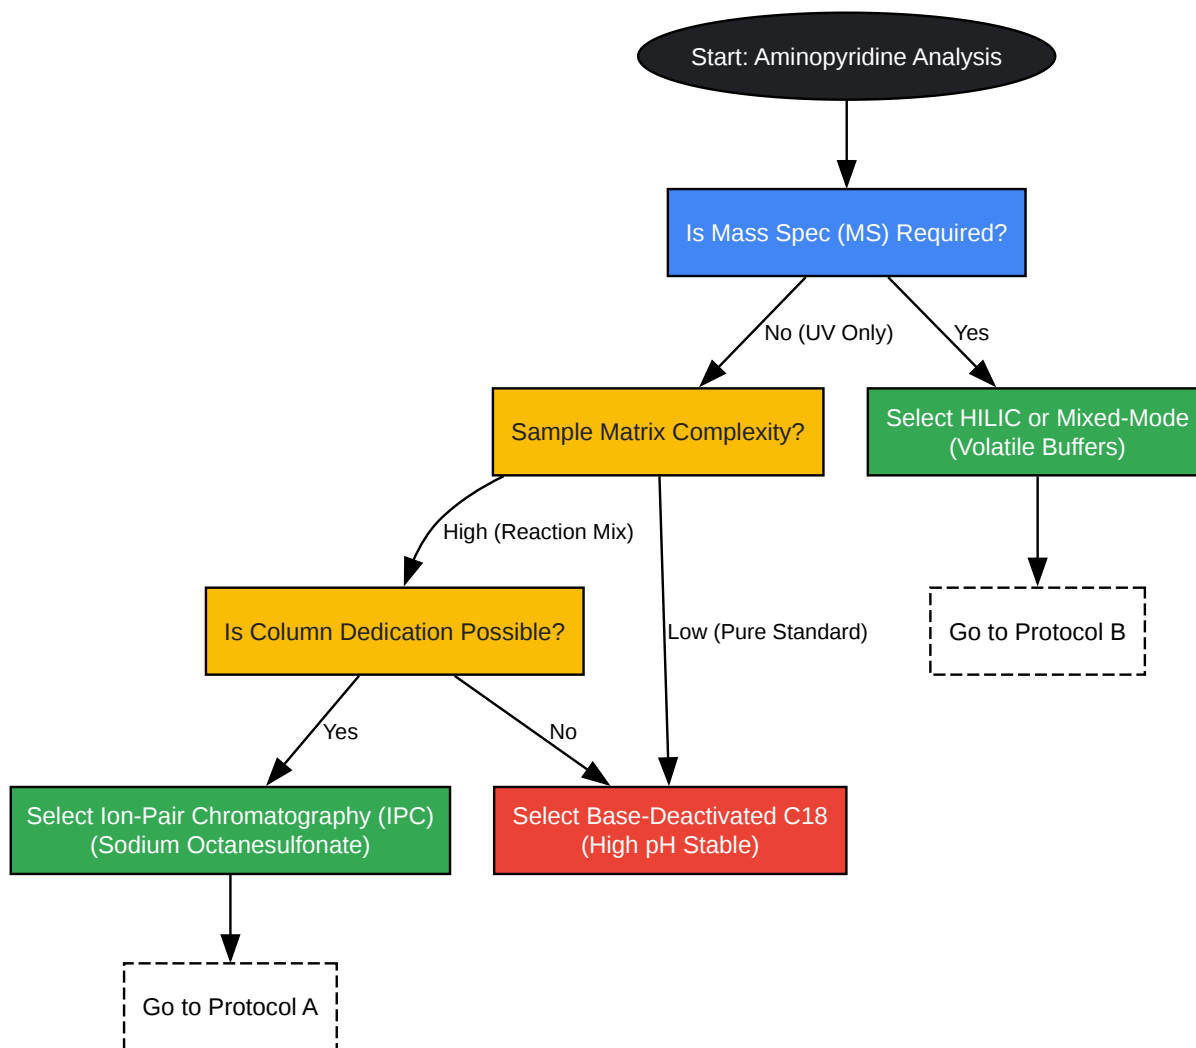 Start: Aminopyridine Analysis
Is Mass Spec (MS) Required?
No (UV Only)
Yes
Sample Matrix Complexity?
Select HILIC or Mixed-Mode
(Volatile Buffers)
High (Reaction Mix)
Is Column Dedication Possible?
Low (Pure Standard)
Go to Protocol B
Yes
No
Select Ion-Pair Chromatography (IPC)
(Sodium Octanesulfonate)
Select Base-Deactivated C18
(High pH Stable)
Go to Protocol A